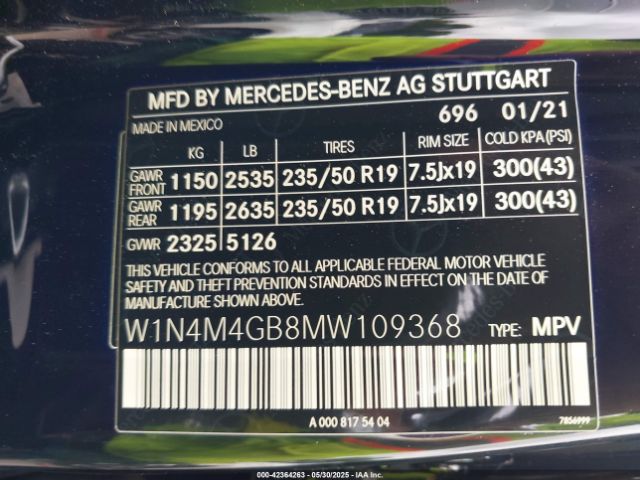 MFD BY MERCEDES-BENZ AG STUTTGART
MADE IN MEXICO 696 01/21
KG LB TIRES RIM SIZE COLD KPA(PSI)
GAWR FRONT 1150 2535 235/50 R19 7.5Jx19 300(43)
GAWR REAR 1195 2635 235/50 R19 7.5Jx19 300(43)
GVWR 2325 5126
THIS VEHICLE CONFORMS TO ALL APPLICABLE FEDERAL MOTOR VEHICLE
SAFETY AND THEFT PREVENTION STANDARDS IN EFFECT ON THE DATE
OF MANUFACTURE SHOWN ABOVE.
W1N4M4GB8MW109368 TYPE: MPV
A 000 817 54 04 7856999
000-42364263 - 05/30/2025 - IAAI.COM